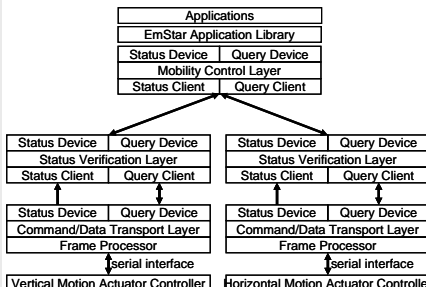 Applications
EmStar Application Library
Status Device Query Device
Mobility Control Layer
Status Client Query Client
Status Device Query Device Status Device Query Device
Status Verification Layer Status Verification Layer
Status Client Query Client Status Client Query Client
Status Device Query Device Status Device Query Device
Command/Data Transport Layer Command/Data Transport Layer
Frame Processor Frame Processor
serial interface serial interface
Vertical Motion Actuator Controller Horizontal Motion Actuator Controlle